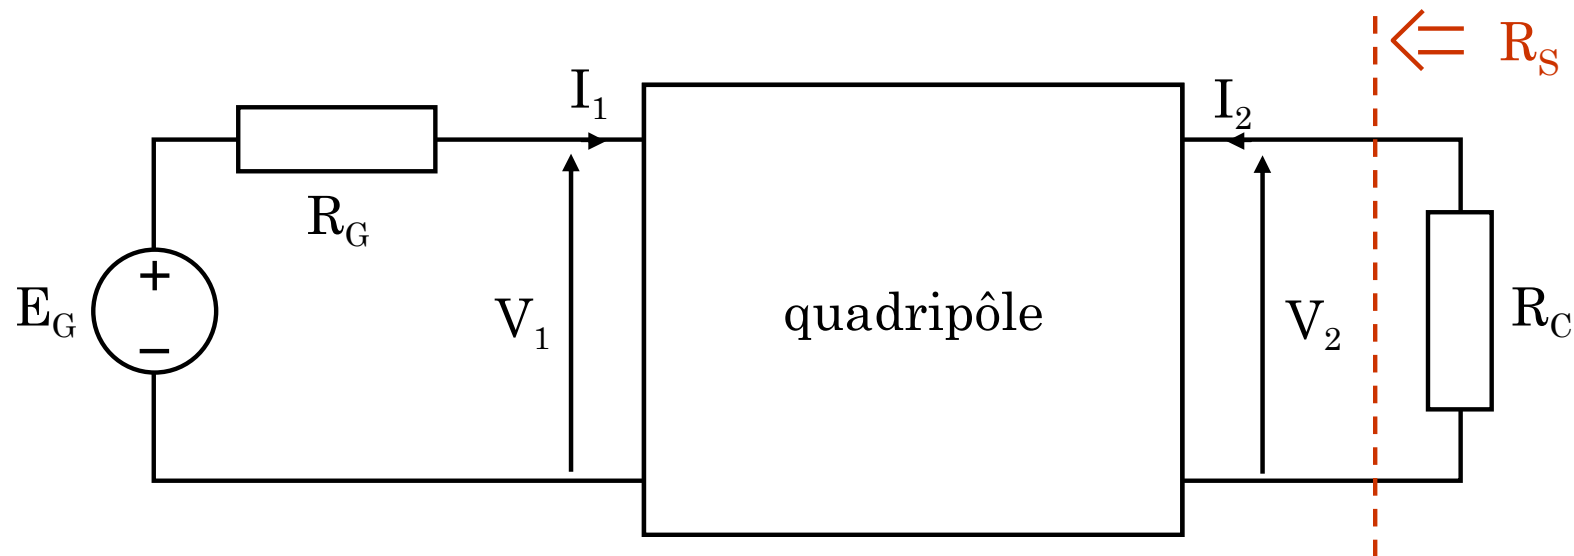 R_S
I_1
I_2
R_G
E_G
+
−
V_1
quadripôle
V_2
R_C